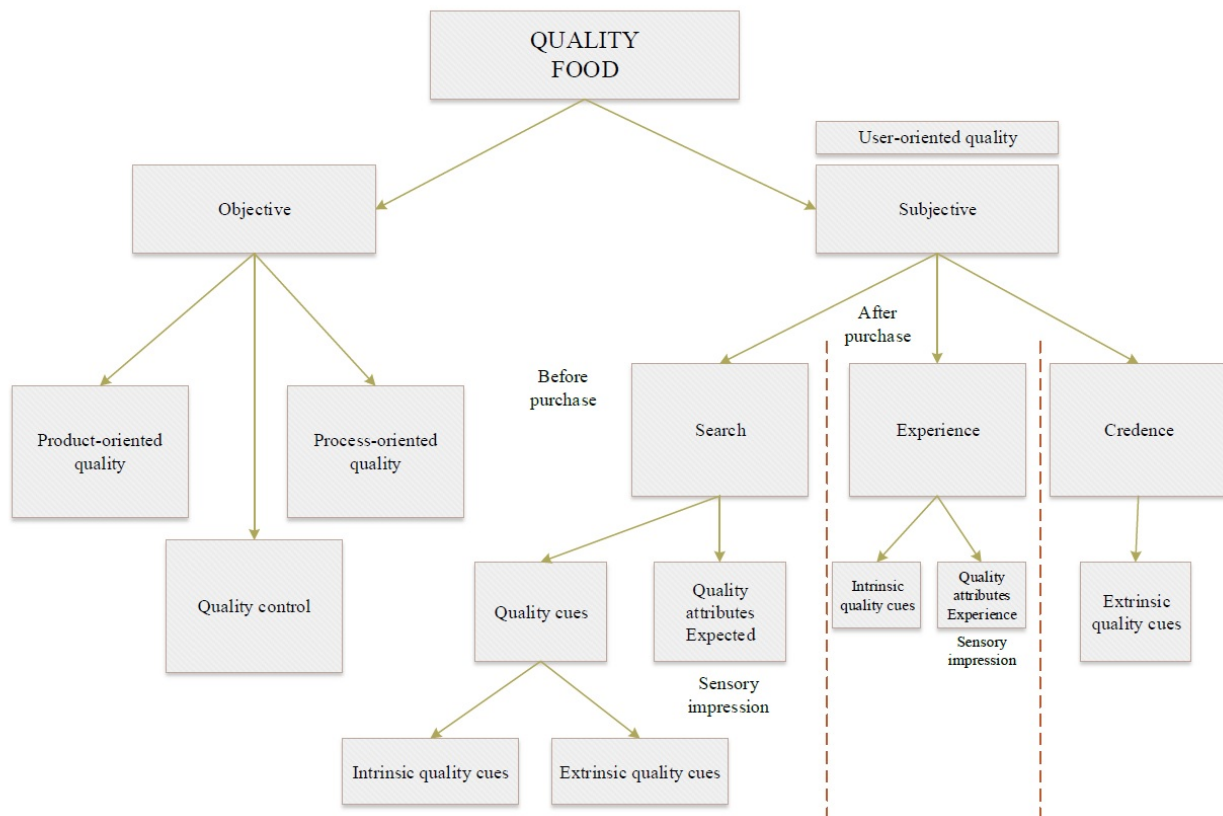 QUALITY
FOOD
User-oriented quality
Objective
Subjective
After
purchase
Before
purchase
Search
Experience
Credence
Product-oriented
quality
Process-oriented
quality
Quality control
Quality cues
Quality
attributes
Expected
Intrinsic
quality cues
Quality
attributes
Experience
Extrinsic
quality cues
Sensory
impression
Sensory
impression
Intrinsic quality cues
Extrinsic quality cues